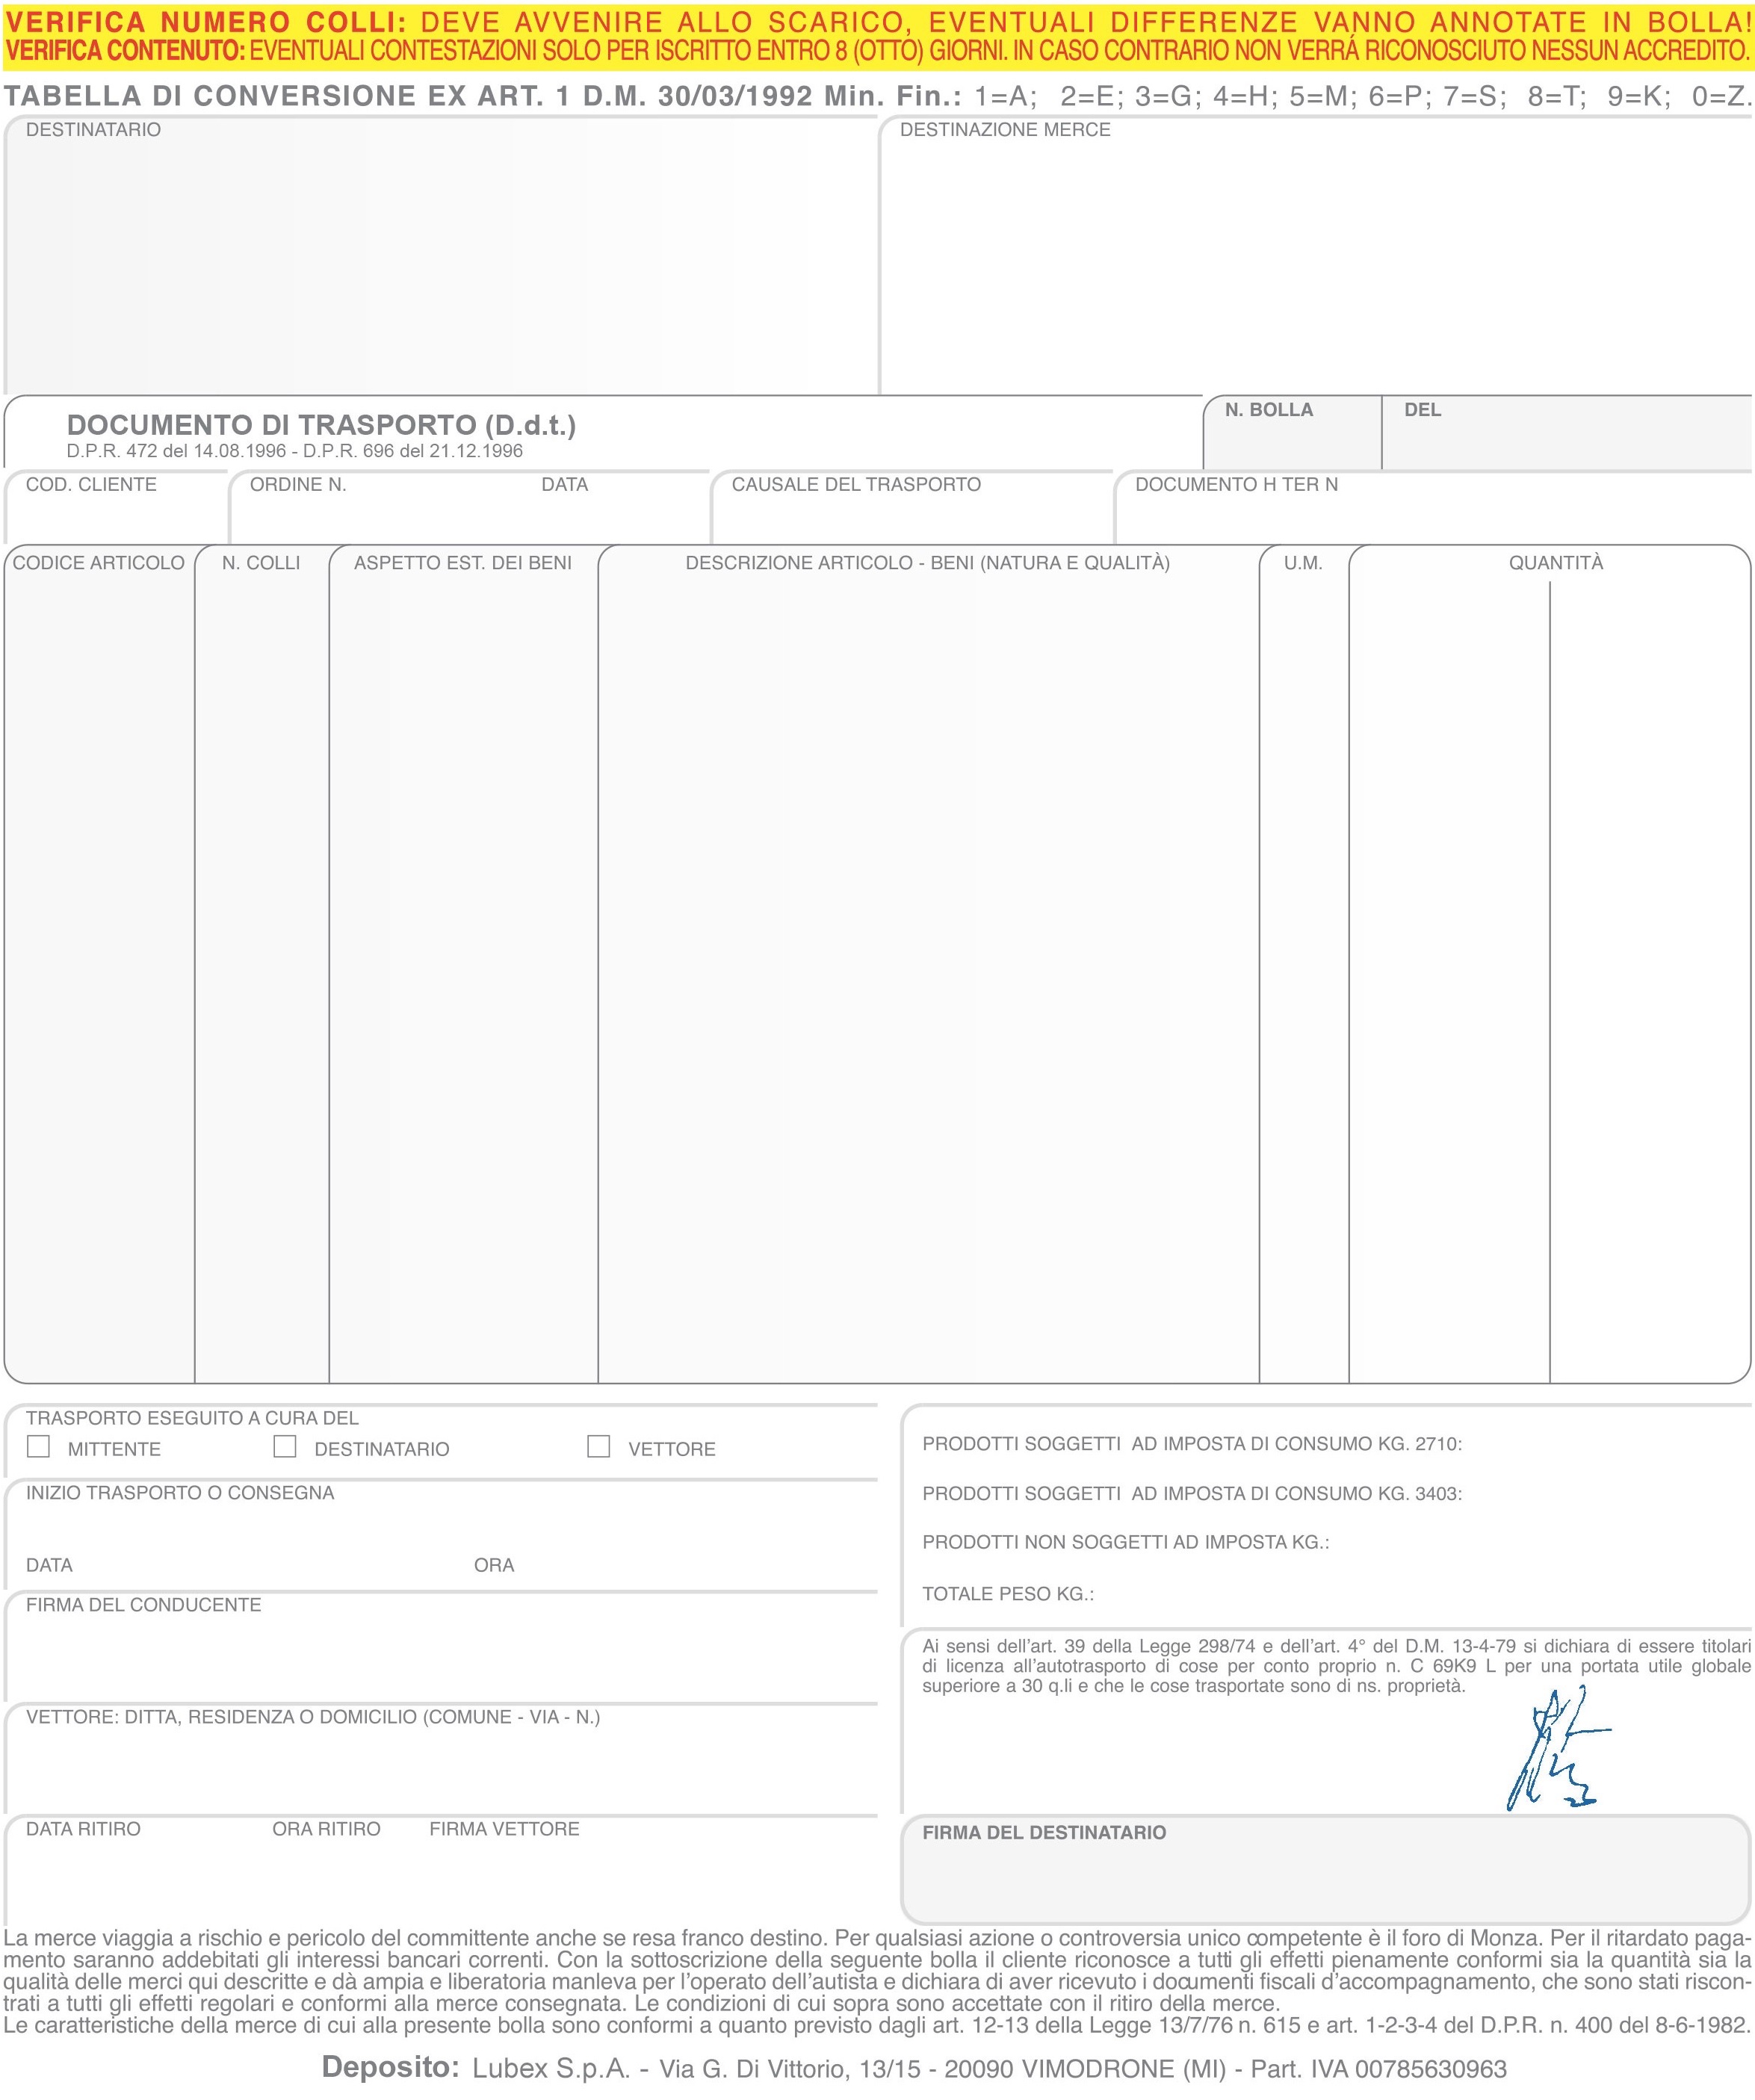 VERIFICA NUMERO COLLI: DEVE AVVENIRE ALLO SCARICO, EVENTUALI DIFFERENZE VANNO ANNOTATE IN BOLLA!
VERIFICA CONTENUTO: EVENTUALI CONTESTAZIONI SOLO PER ISCRITTO ENTRO 8 (OTTO) GIORNI. IN CASO CONTRARIO NON VERRÁ RICONOSCIUTO NESSUN ACCREDITO.
TABELLA DI CONVERSIONE EX ART. 1 D.M. 30/03/1992 Min. Fin.: 1=A; 2=E; 3=G; 4=H; 5=M; 6=P; 7=S; 8=T; 9=K; 0=Z.
DESTINATARIO
DESTINAZIONE MERCE
DOCUMENTO DI TRASPORTO (D.d.t.)
D.P.R. 472 del 14.08.1996 - D.P.R. 696 del 21.12.1996
N. BOLLA
DEL
COD. CLIENTE
ORDINE N.
DATA
CAUSALE DEL TRASPORTO
DOCUMENTO H TER N
CODICE ARTICOLO
N. COLLI
ASPETTO EST. DEI BENI
DESCRIZIONE ARTICOLO - BENI (NATURA E QUALITÀ)
U.M.
QUANTITÀ
TRASPORTO ESEGUITO A CURA DEL
MITTENTE
DESTINATARIO
VETTORE
INIZIO TRASPORTO O CONSEGNA
DATA
ORA
FIRMA DEL CONDUCENTE
VETTORE: DITTA, RESIDENZA O DOMICILIO (COMUNE - VIA - N.)
DATA RITIRO
ORA RITIRO
FIRMA VETTORE
PRODOTTI SOGGETTI AD IMPOSTA DI CONSUMO KG. 2710:
PRODOTTI SOGGETTI AD IMPOSTA DI CONSUMO KG. 3403:
PRODOTTI NON SOGGETTI AD IMPOSTA KG.:
TOTALE PESO KG.:
Ai sensi dell'art. 39 della Legge 298/74 e dell'art. 4° del D.M. 13-4-79 si dichiara di essere titolari
di licenza all'autotrasporto di cose per conto proprio n. C 69K9 L per una portata utile globale
superiore a 30 q.li e che le cose trasportate sono di ns. proprietà.
FIRMA DEL DESTINATARIO
La merce viaggia a rischio e pericolo del committente anche se resa franco destino. Per qualsiasi azione o controversia unico competente è il foro di Monza. Per il ritardato paga-
mento saranno addebitati gli interessi bancari correnti. Con la sottoscrizione della seguente bolla il cliente riconosce a tutti gli effetti pienamente conformi sia la quantità sia la
qualità delle merci qui descritte e dà ampia e liberatoria manleva per l'operato dell'autista e dichiara di aver ricevuto i documenti fiscali d'accompagnamento, che sono stati riscon-
trati a tutti gli effetti regolari e conformi alla merce consegnata. Le condizioni di cui sopra sono accettate con il ritiro della merce.
Le caratteristiche della merce di cui alla presente bolla sono conformi a quanto previsto dagli art. 12-13 della Legge 13/7/76 n. 615 e art. 1-2-3-4 del D.P.R. n. 400 del 8-6-1982.
Deposito: Lubex S.p.A. - Via G. Di Vittorio, 13/15 - 20090 VIMODRONE (MI) - Part. IVA 00785630963